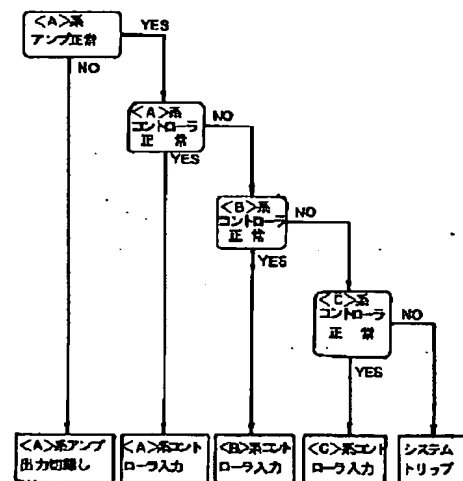 <A>系
アンプ正常
YES
NO
<A>系
コントローラ
正 常
NO
YES
<B>系
コントローラ
正 常
NO
YES
<C>系
コントローラ
正 常
NO
YES
<A>系アンプ
出力切離し
<A>系コント
ローラ入力
<B>系コント
ローラ入力
<C>系コント
ローラ入力
システム
トリップ